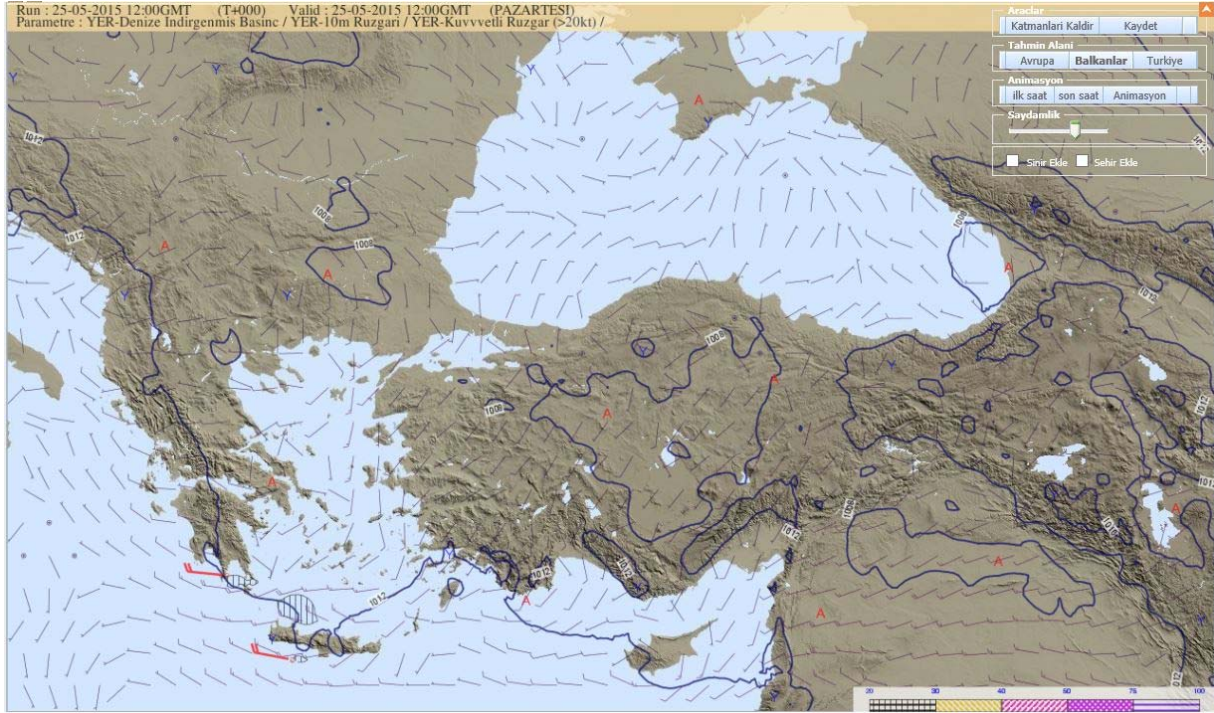 Run : 25-05-2015 12:00GMT (T+000) Valid : 25-05-2015 12:00GMT (PAZARTESI)
Parametre : YER-Denize Indirgenmis Basinc / YER-10m Ruzgari / YER-Kuvvvetli Ruzgar (>20kt) /
Araclar
Katmanlari Kaldir Kaydet
Tahmin Alani
Avrupa Balkanlar Turkiye
Animasyon
ilk saat son saat Animasyon
Saydamlik
Sinir Ekle Sehir Ekle
Y Y Y A Y
1012 1012
Y
1012 1008 1008
A A Y A A
1012
1008
Y Y A
A
1008
A A
1008 1012
1012 1010
Y A
1012 1012 1012
A A
Y
1012
20 30 40 50 75 100